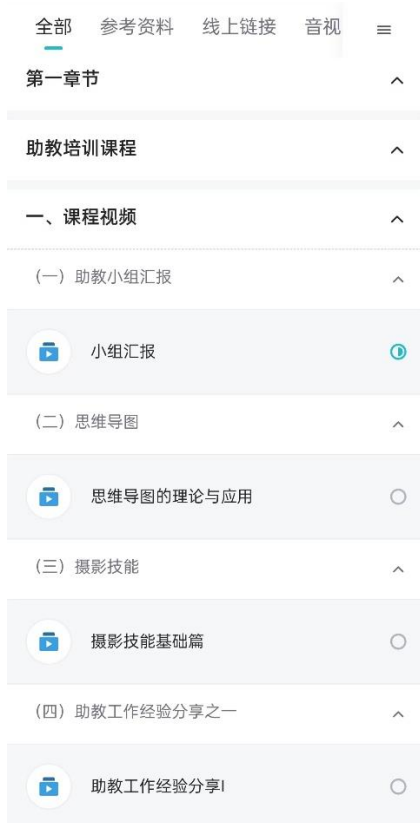 全部 参考资料 线上链接 音视
第一章节
助教培训课程
一、课程视频
（一）助教小组汇报
小组汇报
（二）思维导图
思维导图的理论与应用
（三）摄影技能
摄影技能基础篇
（四）助教工作经验分享之一
助教工作经验分享I